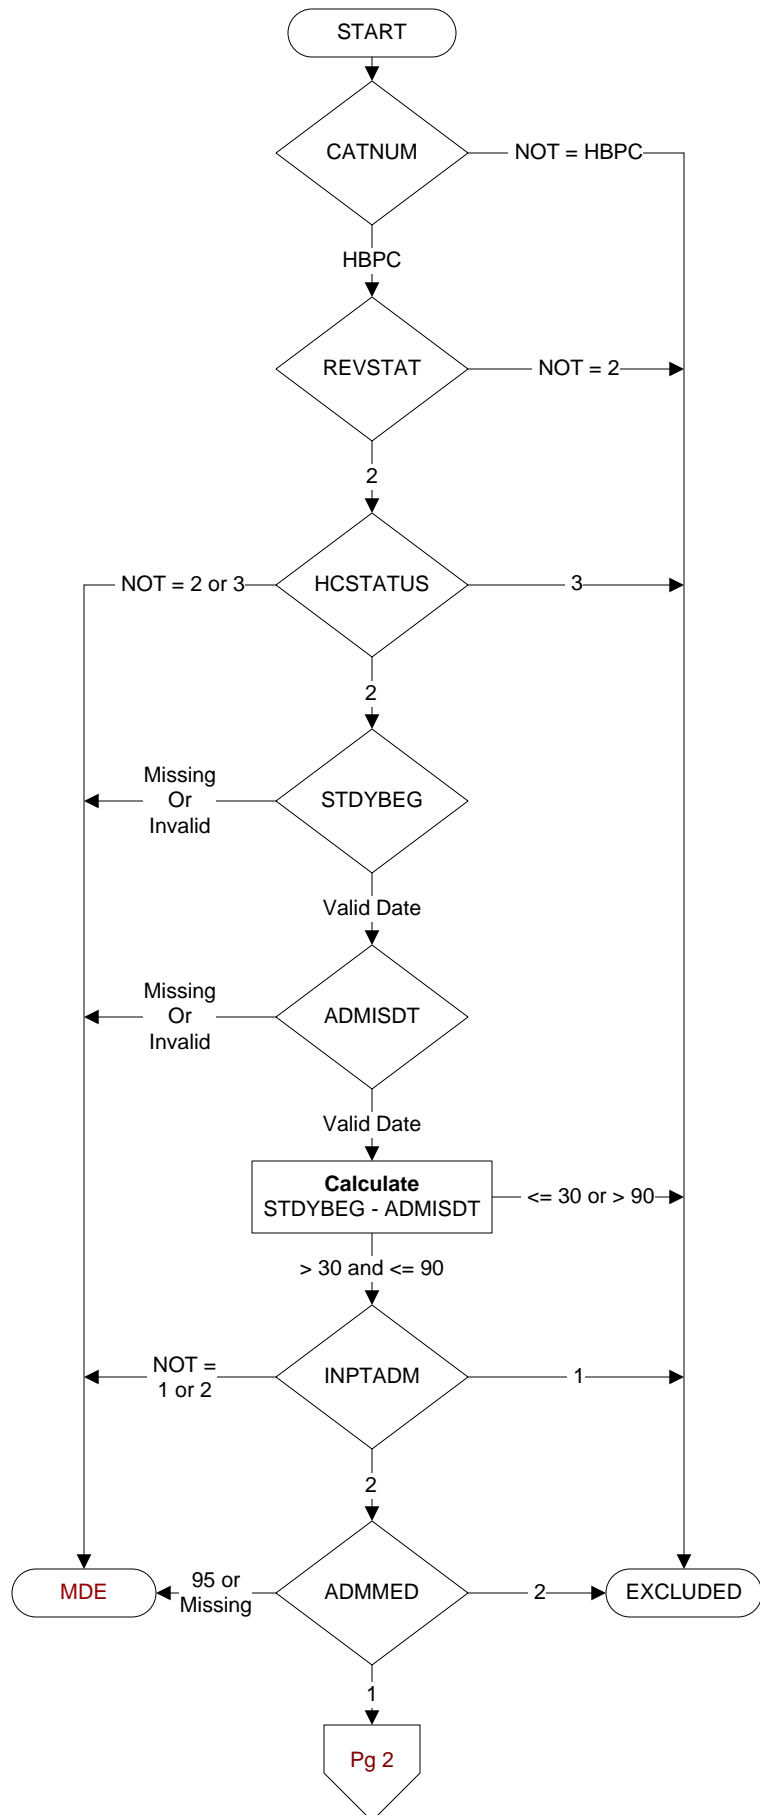 START
CATNUM
NOT = HBPC
HBPC
REVSTAT
NOT = 2
2
NOT = 2 or 3
HCSTATUS
3
2
Missing
Or
Invalid
STDYBEG
Valid Date
Missing
Or
Invalid
ADMISDT
Valid Date
Calculate
STDYBEG - ADMISDT
<= 30 or > 90
> 30 and <= 90
NOT =
1 or 2
INPTADM
1
2
MDE
95 or
Missing
ADMMED
2
EXCLUDED
1
Pg 2